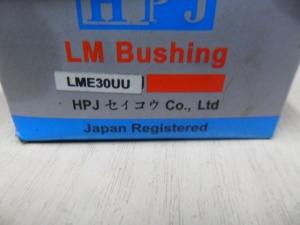 HPJ
LM Bushing
LME30UU
HPJ セイコウ Co., Ltd
Japan Registered